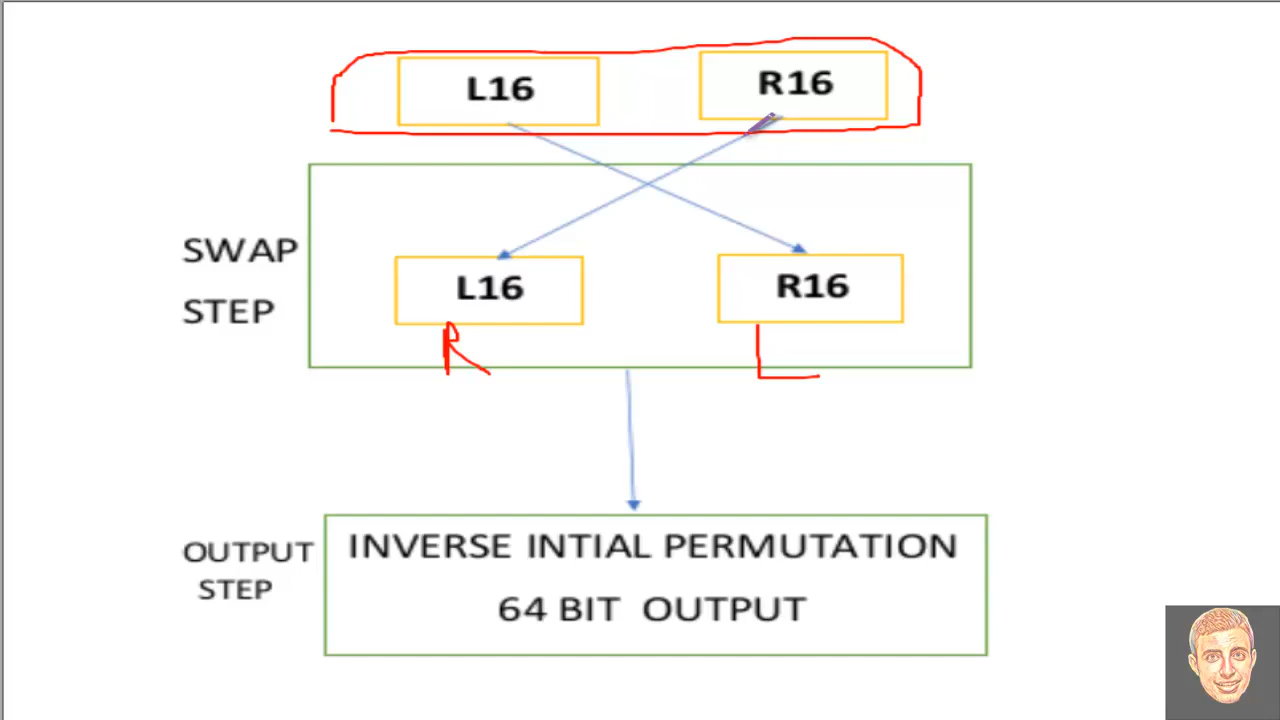 L16
R16
SWAP
STEP
L16
R16
R
L
OUTPUT
STEP
INVERSE INTIAL PERMUTATION
64 BIT OUTPUT